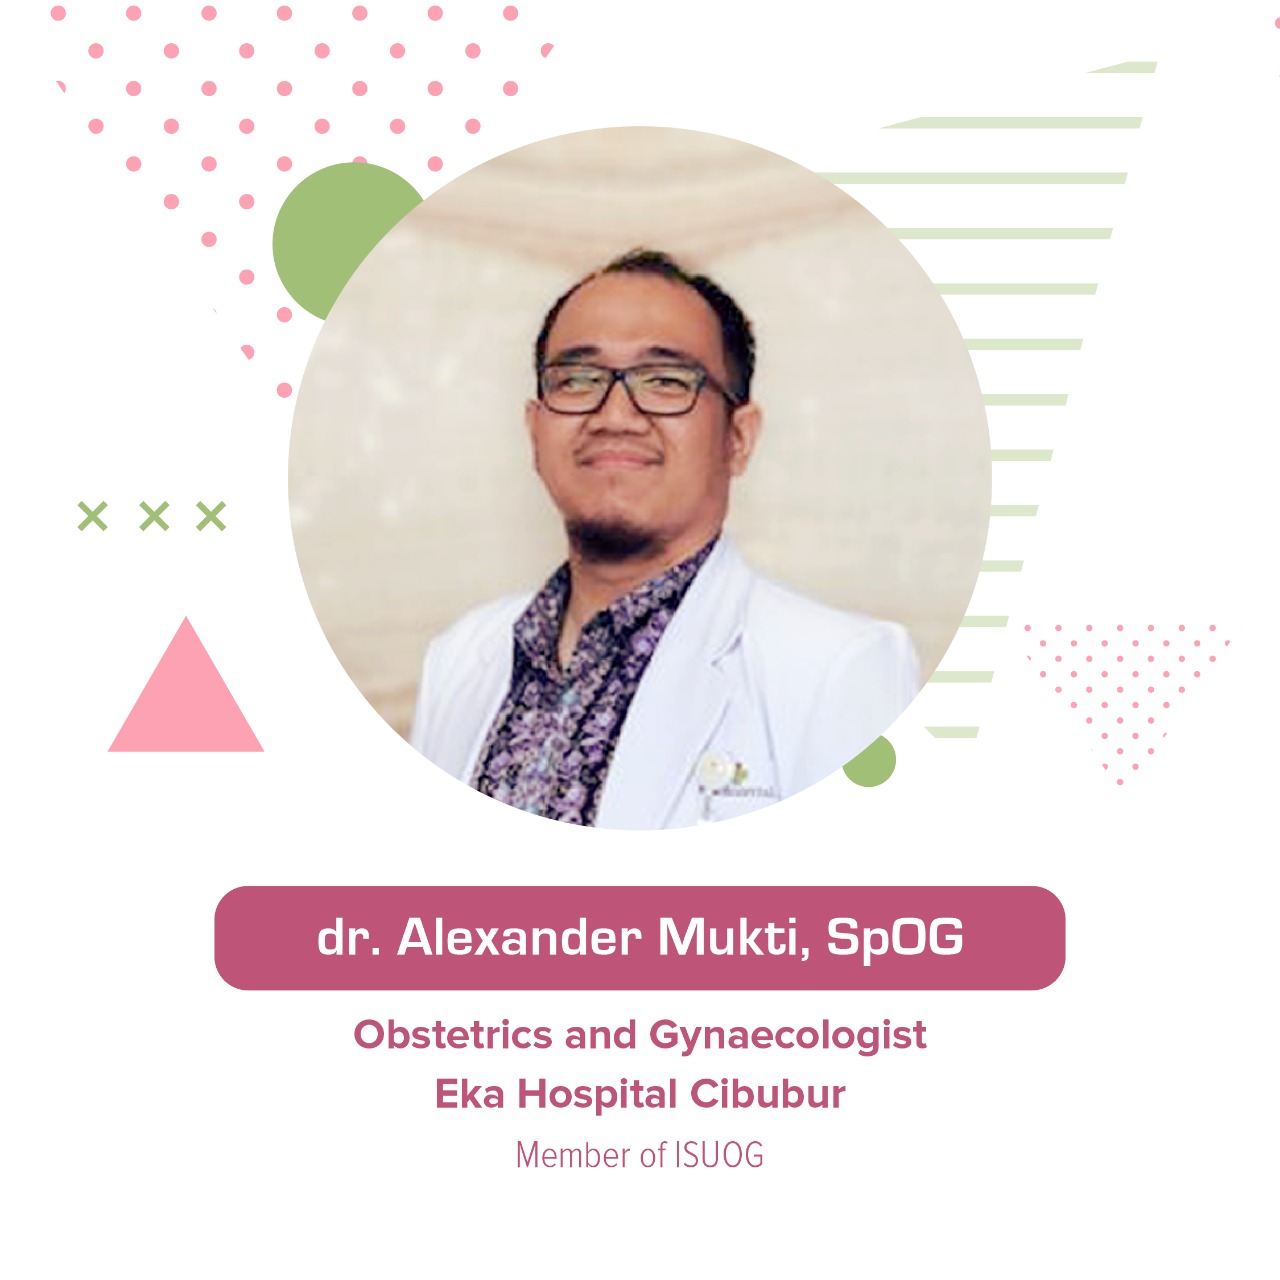 dr. Alexander Mukti, SpOG
Obstetrics and Gynaecologist
Eka Hospital Cibubur
Member of ISUOG